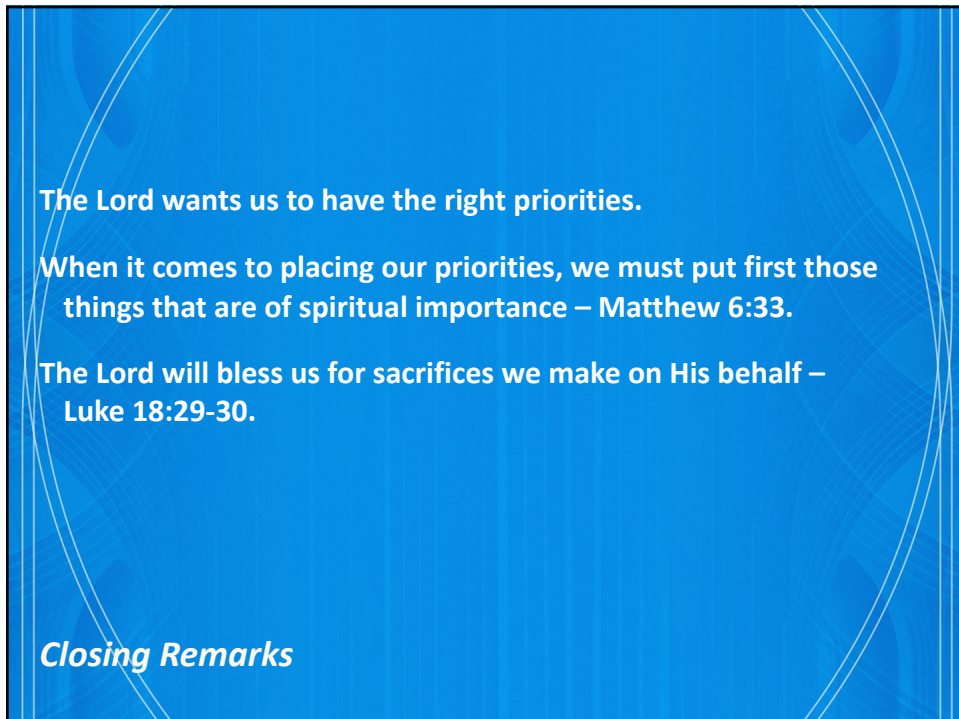 The Lord wants us to have the right priorities.
When it comes to placing our priorities, we must put first those
things that are of spiritual importance – Matthew 6:33.
The Lord will bless us for sacrifices we make on His behalf –
Luke 18:29-30.
Closing Remarks